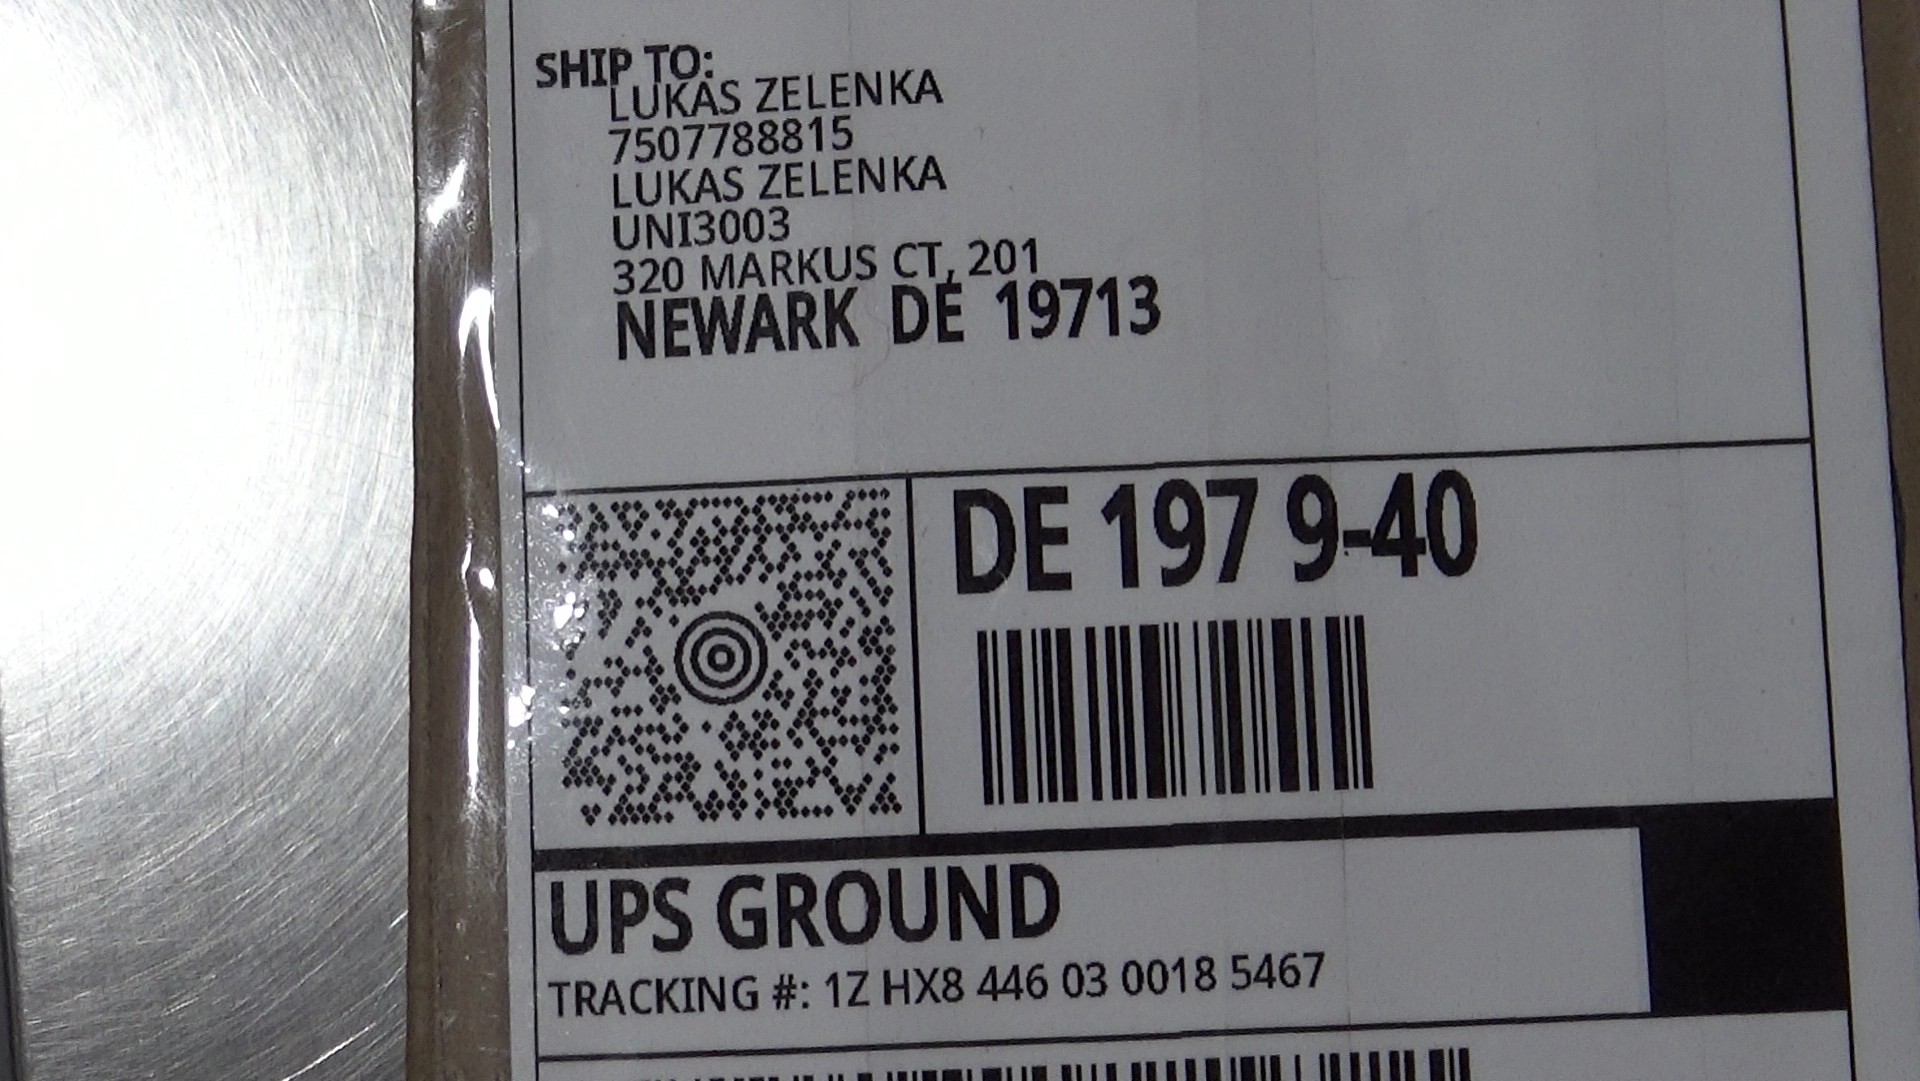 SHIP TO:
LUKAS ZELENKA
7507788815
LUKAS ZELENKA
UNI3003
320 MARKUS CT, 201
NEWARK DE 19713
DE 197 9-40
UPS GROUND
TRACKING #: 1Z HX8 446 03 0018 5467